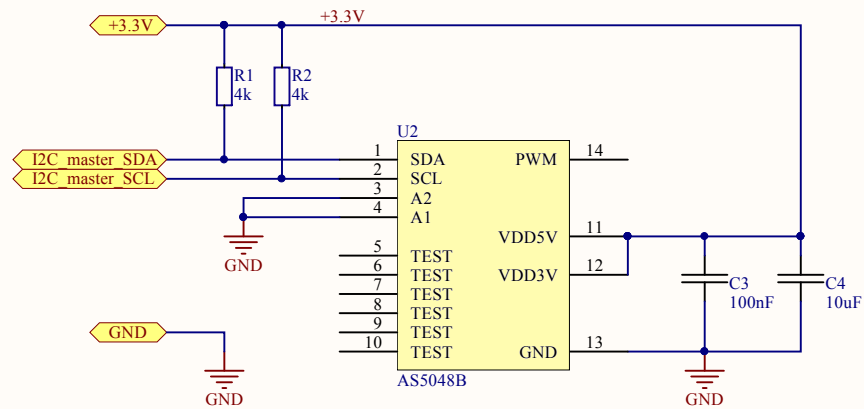 +3.3V
+3.3V
R1
4k
R2
4k
U2
I2C_master_SDA
1
SDA
PWM
14
I2C_master_SCL
2
SCL
3
A2
4
A1
GND
VDD5V
11
5
TEST
6
TEST
VDD3V
12
7
TEST
8
TEST
9
TEST
10
TEST
GND
13
C3
100nF
C4
10uF
GND
GND
GND
AS5048B